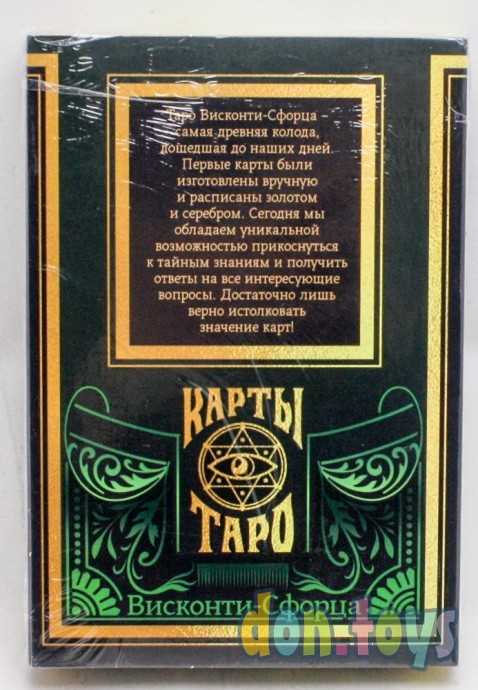 Таро Висконти-Сфорца –
самая древняя колода,
дошедшая до наших дней.
Первые карты были
изготовлены вручную
и расписаны золотом
и серебром. Сегодня мы
обладаем уникальной
возможностью прикоснуться
к тайным знаниям и получить
ответы на все интересующие
вопросы. Достаточно лишь
верно истолковать
значение карт!
КАРТЫ
ТАРО
Висконти-Сфорца
don.toys